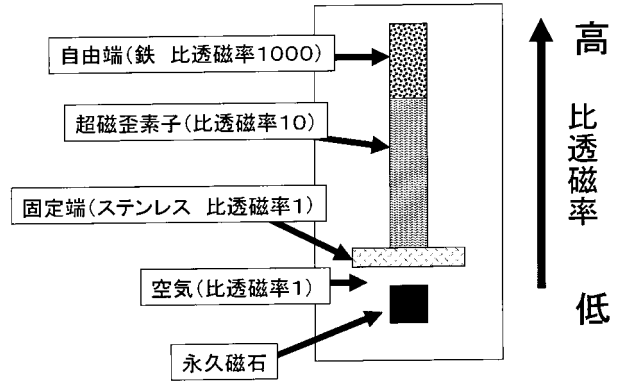 自由端(鉄 比透磁率1000)
超磁歪素子(比透磁率10)
固定端(ステンレス 比透磁率1)
空気(比透磁率1)
永久磁石
高
比透磁率
低